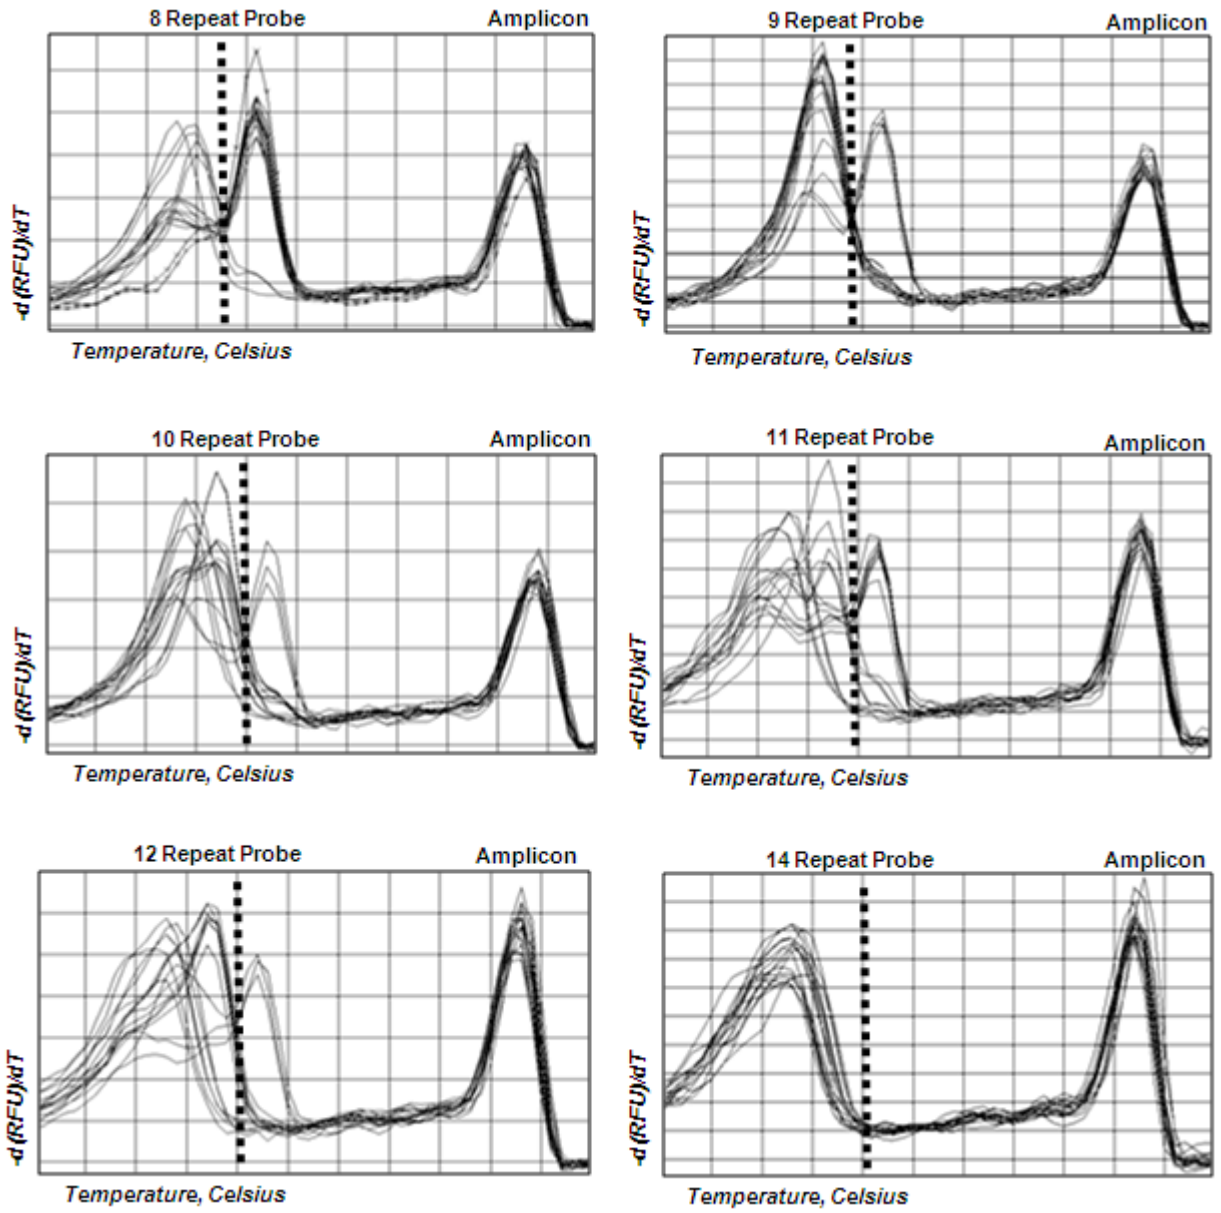 8 Repeat Probe Amplicon
-d (RFU)/dT
Temperature, Celsius
9 Repeat Probe Amplicon
-d (RFU)/dT
Temperature, Celsius
10 Repeat Probe Amplicon
-d (RFU)/dT
Temperature, Celsius
11 Repeat Probe Amplicon
-d (RFU)/dT
Temperature, Celsius
12 Repeat Probe Amplicon
-d (RFU)/dT
Temperature, Celsius
14 Repeat Probe Amplicon
-d (RFU)/dT
Temperature, Celsius